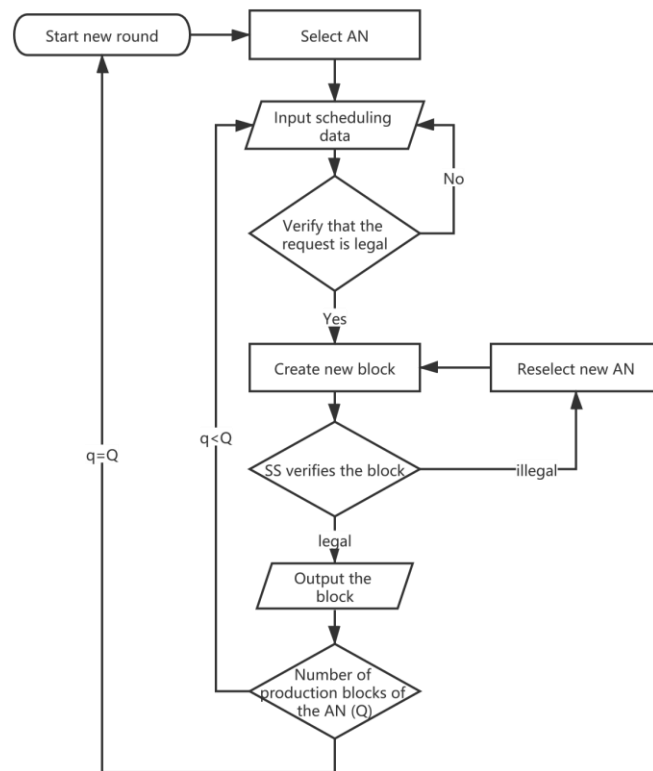 Start new round
Select AN
Input scheduling
data
No
Verify that the
request is legal
Yes
Create new block
Reselect new AN
q<Q
q=Q
SS verifies the block
illegal
legal
Output the
block
Number of
production blocks of
the AN (Q)